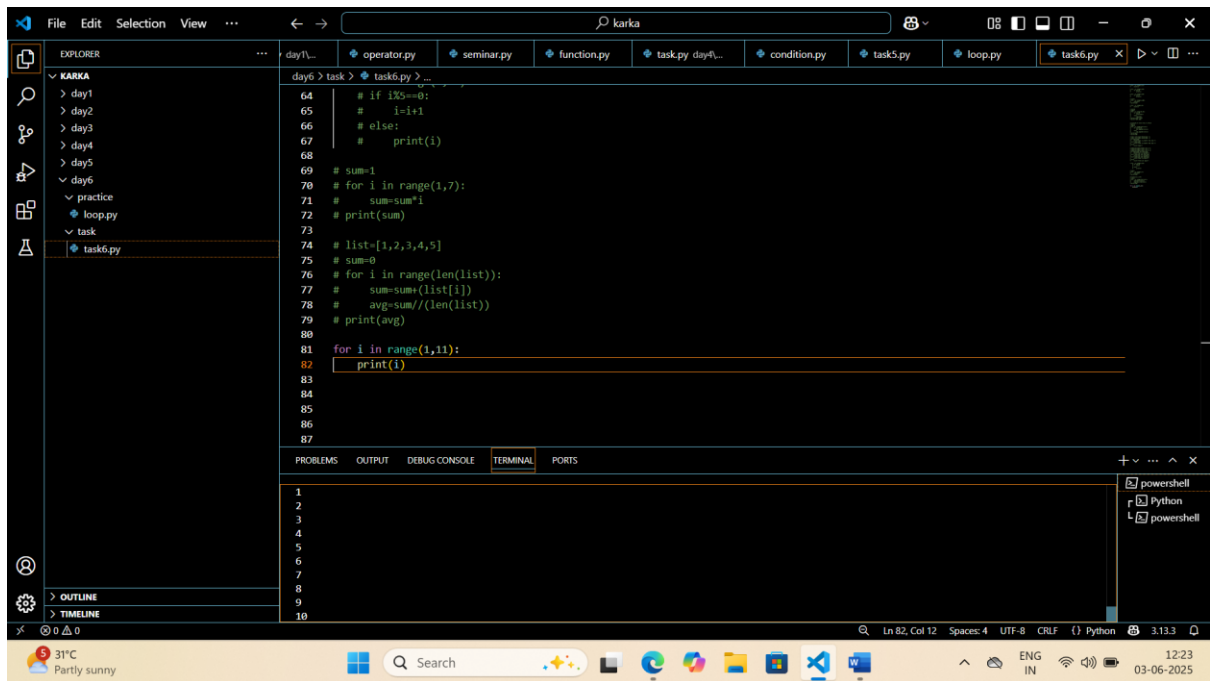 File Edit Selection View ... karka
EXPLORER ...
KARKA
day1
day2
day3
day4
day5
day6
practice
loop.py
task
task6.py
OUTLINE
TIMELINE
day1\... operator.py seminar.py function.py task.py day4\... condition.py task5.py loop.py task6.py
day6 > task > task6.py > ...
64 # if i%5==0:
65 # i=i+1
66 # else:
67 # print(i)
68
69 # sum=1
70 # for i in range(1,7):
71 # sum=sum*i
72 # print(sum)
73
74 # list=[1,2,3,4,5]
75 # sum=0
76 # for i in range(len(list)):
77 # sum=sum+(list[i])
78 # avg=sum//(len(list))
79 # print(avg)
80
81 for i in range(1,11):
82 print(i)
83
84
85
86
87
PROBLEMS OUTPUT DEBUG CONSOLE TERMINAL PORTS
1
2
3
4
5
6
7
8
9
10
powershell
Python
powershell
0 0 Ln 82, Col 12 Spaces: 4 UTF-8 CRLF {} Python 3.13.3
5 31°C
Partly sunny
Search
ENG
IN
12:23
03-06-2025